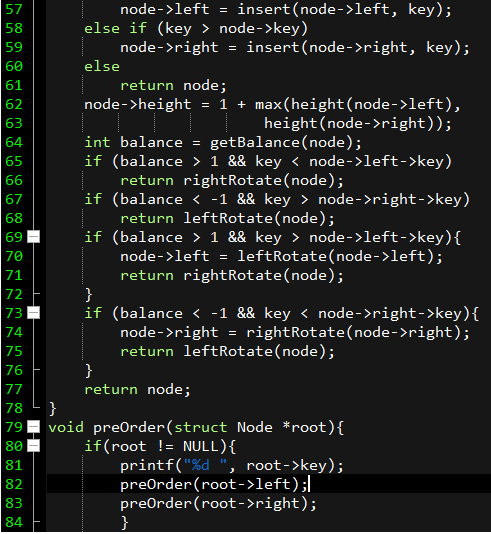 57 node->left = insert(node->left, key);
58 else if (key > node->key)
59 node->right = insert(node->right, key);
60 else
61 return node;
62 node->height = 1 + max(height(node->left),
63 height(node->right));
64 int balance = getBalance(node);
65 if (balance > 1 && key < node->left->key)
66 return rightRotate(node);
67 if (balance < -1 && key > node->right->key)
68 return leftRotate(node);
69 if (balance > 1 && key > node->left->key){
70 node->left = leftRotate(node->left);
71 return rightRotate(node);
72 }
73 if (balance < -1 && key < node->right->key){
74 node->right = rightRotate(node->right);
75 return leftRotate(node);
76 }
77 return node;
78 }
79 void preOrder(struct Node *root){
80 if(root != NULL){
81 printf("%d ", root->key);
82 preOrder(root->left);
83 preOrder(root->right);
84 }